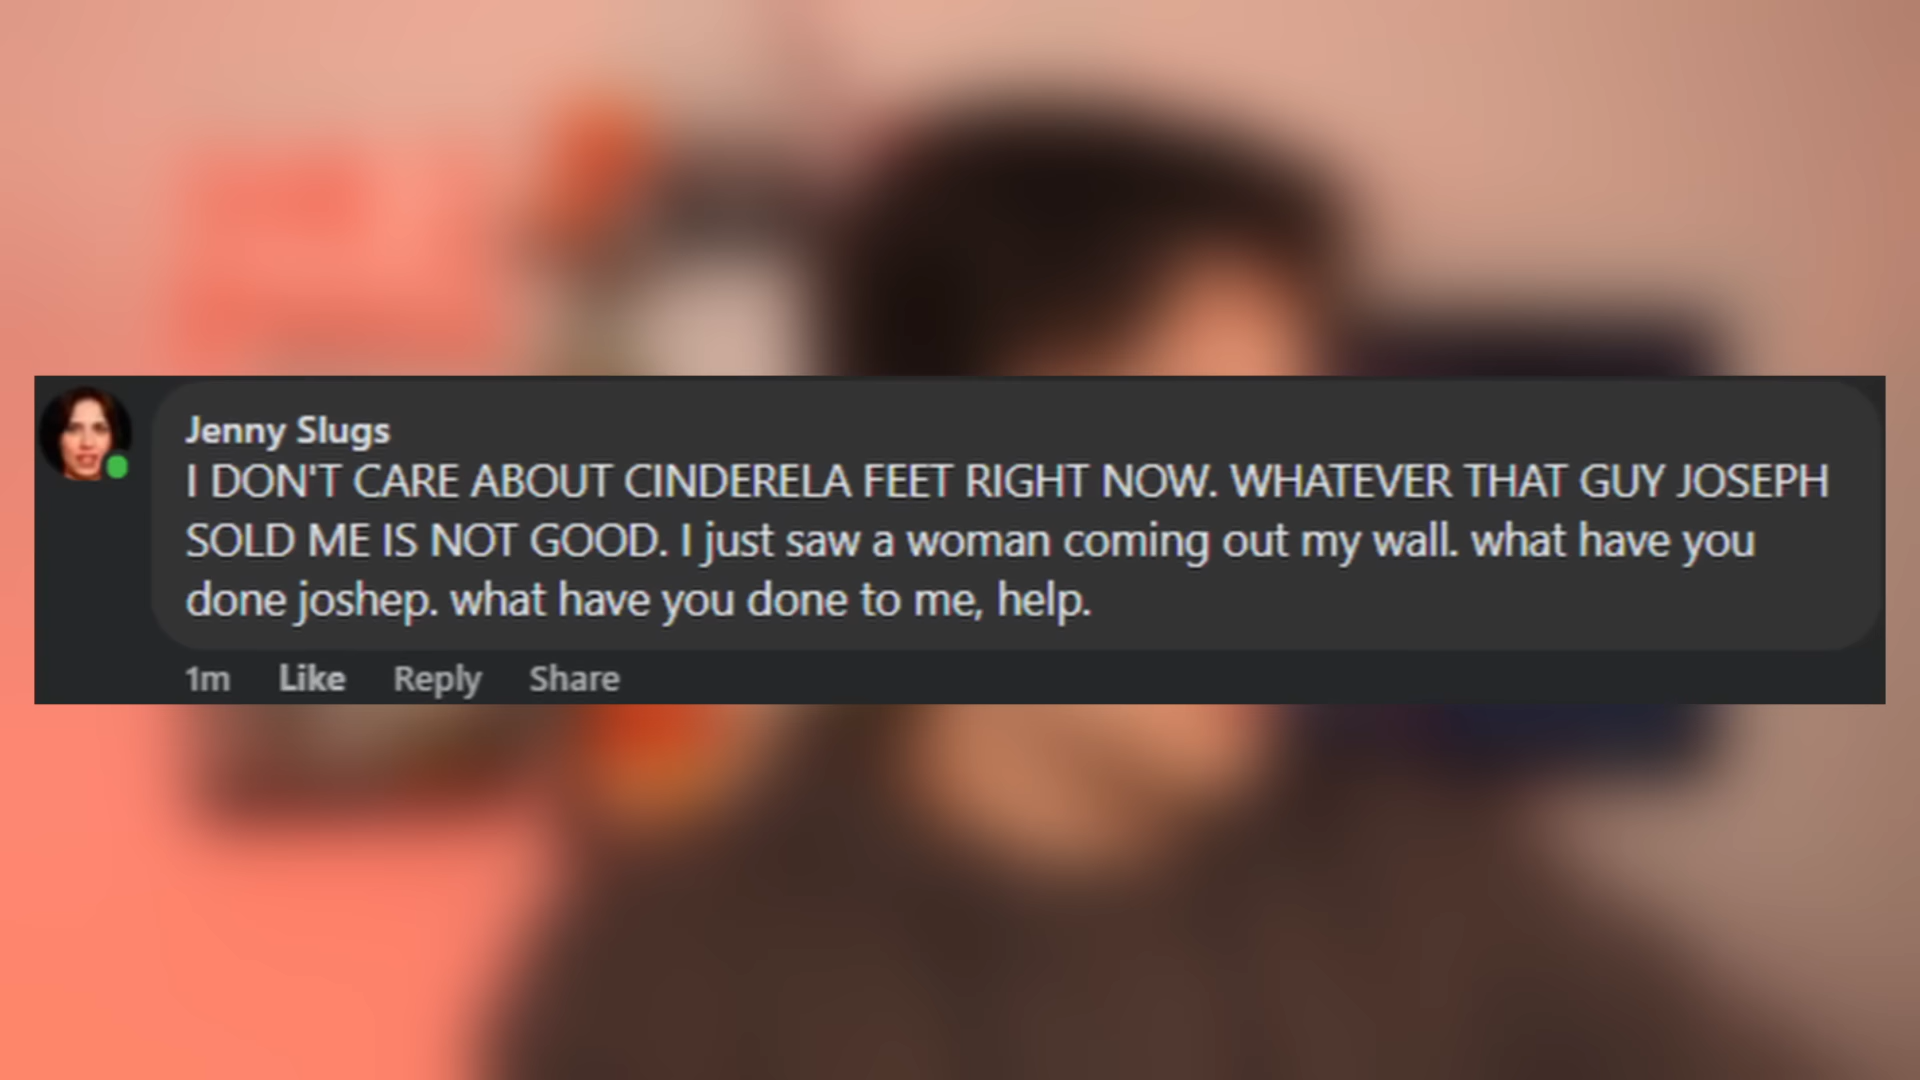 Jenny Slugs
I DON'T CARE ABOUT CINDERELA FEET RIGHT NOW. WHATEVER THAT GUY JOSEPH
SOLD ME IS NOT GOOD. I just saw a woman coming out my wall. what have you
done joshep. what have you done to me, help.
1m Like Reply Share